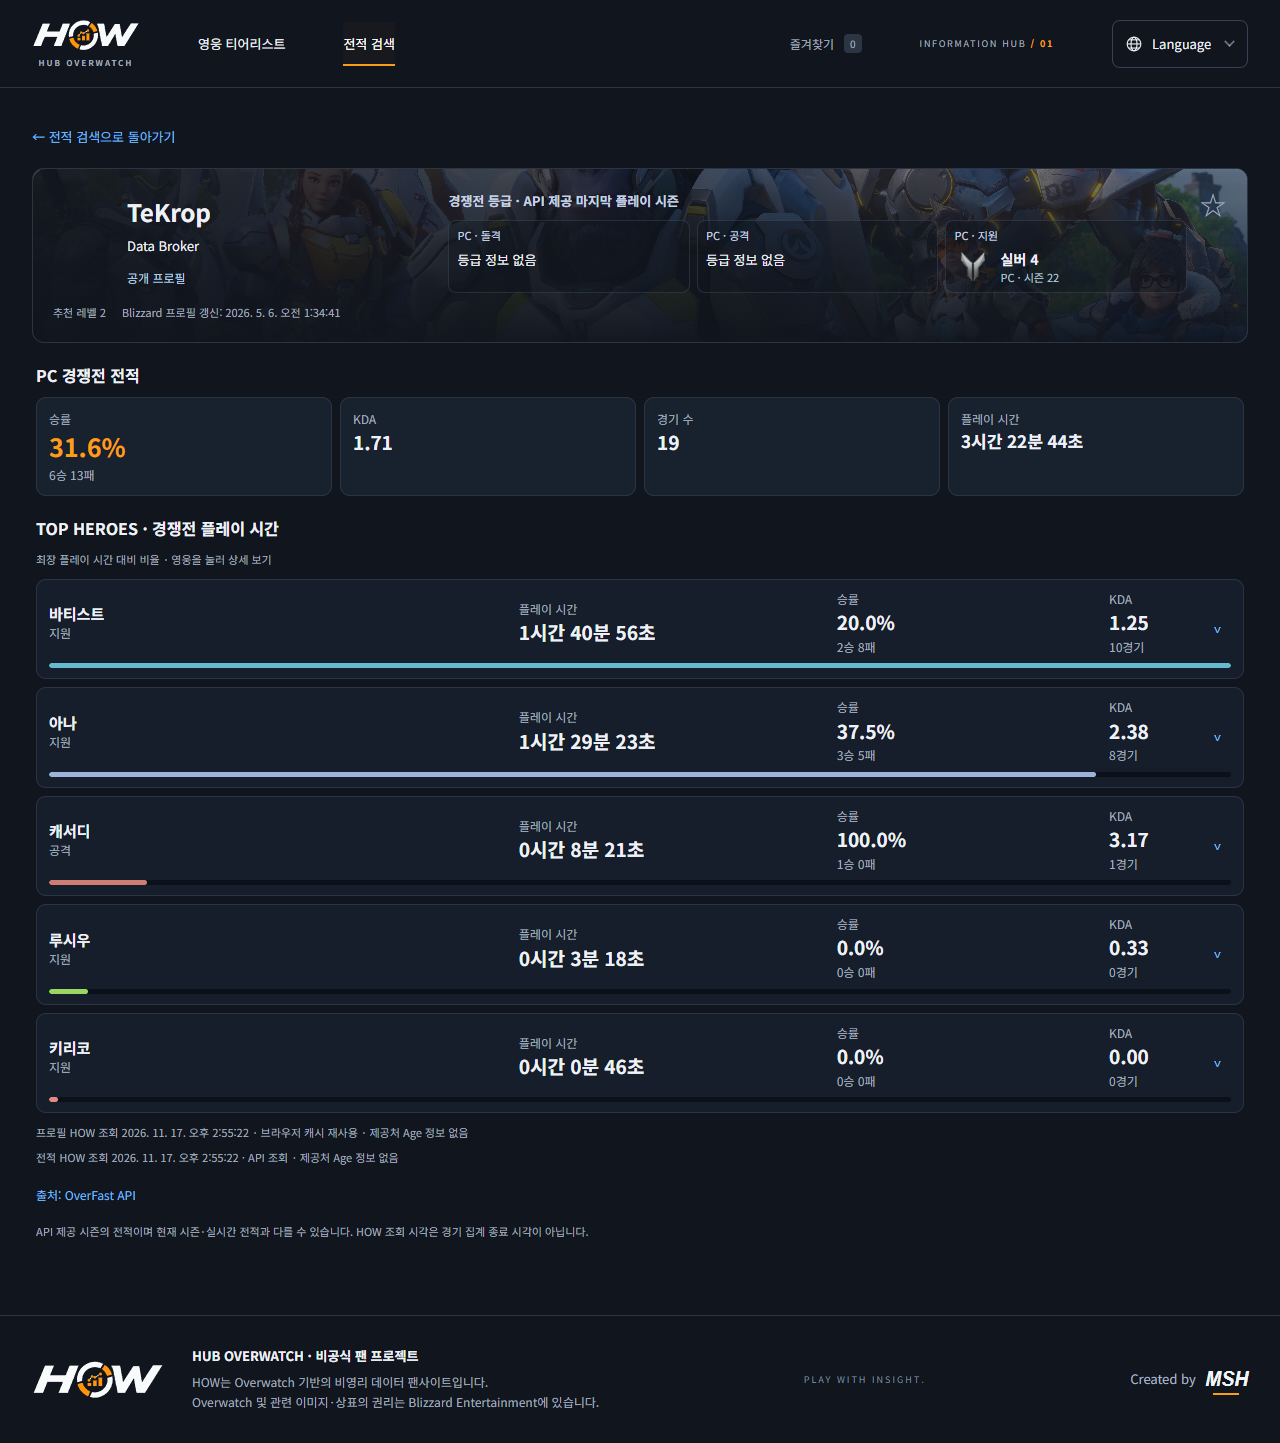 HOW
HUB OVERWATCH
영웅 티어리스트
전적 검색
즐겨찾기 0
INFORMATION HUB / 01
Language
← 전적 검색으로 돌아가기
TeKrop
Data Broker
공개 프로필
추천 레벨 2 Blizzard 프로필 갱신: 2026. 5. 6. 오전 1:34:41
경쟁전 등급 · API 제공 마지막 플레이 시즌
PC · 돌격
등급 정보 없음
PC · 공격
등급 정보 없음
PC · 지원
실버 4
PC · 시즌 22
PC 경쟁전 전적
승률
31.6%
6승 13패
KDA
1.71
경기 수
19
플레이 시간
3시간 22분 44초
TOP HEROES · 경쟁전 플레이 시간
최장 플레이 시간 대비 비율 · 영웅을 눌러 상세 보기
바티스트
지원
플레이 시간
1시간 40분 56초
승률
20.0%
2승 8패
KDA
1.25
10경기
v
아나
지원
플레이 시간
1시간 29분 23초
승률
37.5%
3승 5패
KDA
2.38
8경기
v
캐서디
공격
플레이 시간
0시간 8분 21초
승률
100.0%
1승 0패
KDA
3.17
1경기
v
루시우
지원
플레이 시간
0시간 3분 18초
승률
0.0%
0승 0패
KDA
0.33
0경기
v
키리코
지원
플레이 시간
0시간 0분 46초
승률
0.0%
0승 0패
KDA
0.00
0경기
v
프로필 HOW 조회 2026. 11. 17. 오후 2:55:22 · 브라우저 캐시 재사용 · 제공처 Age 정보 없음
전적 HOW 조회 2026. 11. 17. 오후 2:55:22 · API 조회 · 제공처 Age 정보 없음
출처: OverFast API
API 제공 시즌의 전적이며 현재 시즌·실시간 전적과 다를 수 있습니다. HOW 조회 시각은 경기 집계 종료 시각이 아닙니다.
HOW
HUB OVERWATCH · 비공식 팬 프로젝트
HOW는 Overwatch 기반의 비영리 데이터 팬사이트입니다.
Overwatch 및 관련 이미지·상표의 권리는 Blizzard Entertainment에 있습니다.
PLAY WITH INSIGHT.
Created by MSH